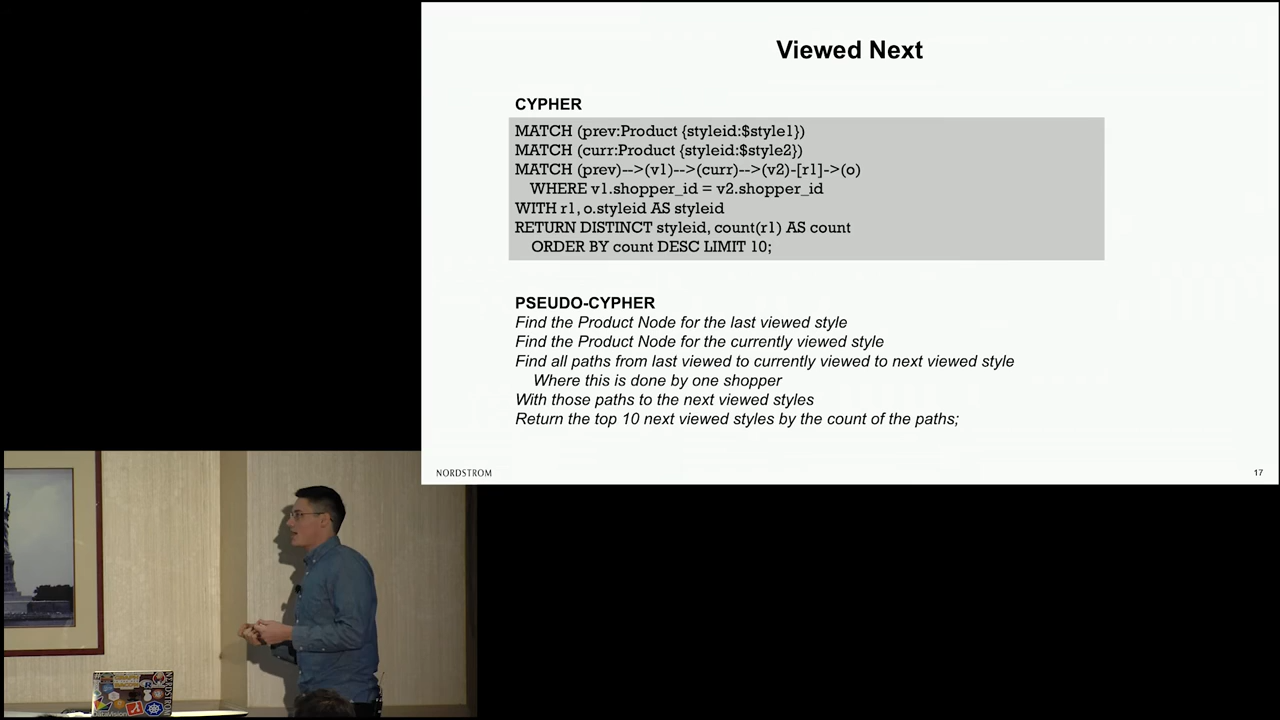 Viewed Next
CYPHER
MATCH (prev:Product {styleid:$style1})
MATCH (curr:Product {styleid:$style2})
MATCH (prev)-->(v1)-->(curr)-->(v2)-[r1]->(o)
WHERE v1.shopper_id = v2.shopper_id
WITH r1, o.styleid AS styleid
RETURN DISTINCT styleid, count(r1) AS count
ORDER BY count DESC LIMIT 10;
PSEUDO-CYPHER
Find the Product Node for the last viewed style
Find the Product Node for the currently viewed style
Find all paths from last viewed to currently viewed to next viewed style
Where this is done by one shopper
With those paths to the next viewed styles
Return the top 10 next viewed styles by the count of the paths;
NORDSTROM
17
NORDSTROM
DataVision